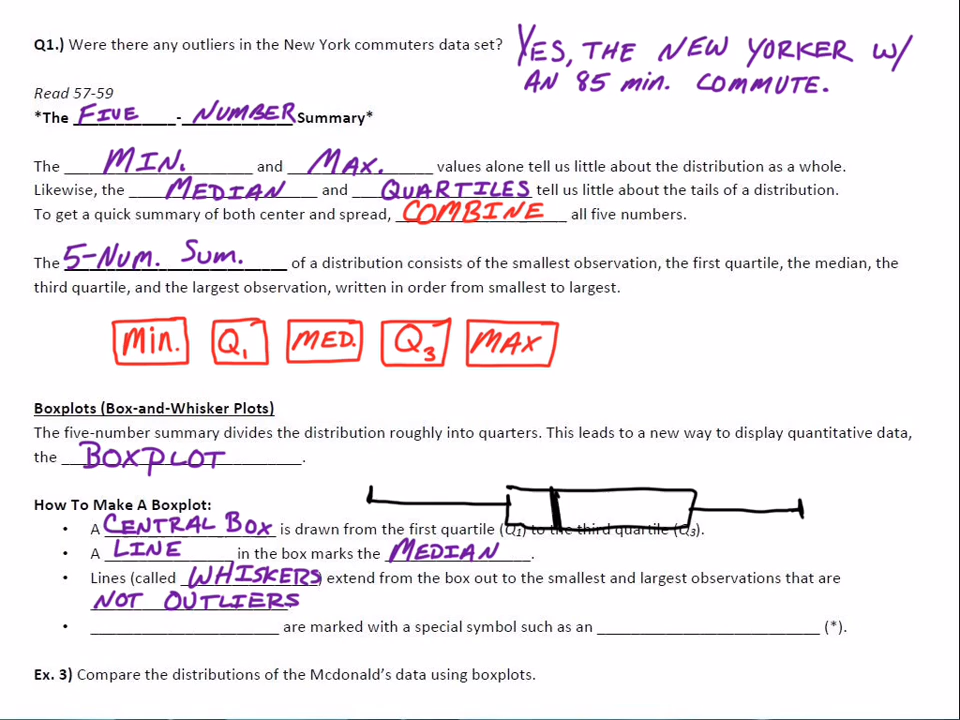 Q1.) Were there any outliers in the New York commuters data set? YES, THE NEW YORKER W/
AN 85 min. COMMUTE.
Read 57-59
*The FIVE - NUMBER Summary*
The MIN. and MAX. values alone tell us little about the distribution as a whole.
Likewise, the MEDIAN and QUARTILES tell us little about the tails of a distribution.
To get a quick summary of both center and spread, COMBINE all five numbers.
The 5-NUM. SUM. of a distribution consists of the smallest observation, the first quartile, the median, the
third quartile, and the largest observation, written in order from smallest to largest.
Min. Q1 MED. Q3 MAX
Boxplots (Box-and-Whisker Plots)
The five-number summary divides the distribution roughly into quarters. This leads to a new way to display quantitative data,
the BOXPLOT.
How To Make A Boxplot:
• A CENTRAL BOX is drawn from the first quartile (Q1) to the third quartile (Q3).
• A LINE in the box marks the MEDIAN.
• Lines (called WHISKERS) extend from the box out to the smallest and largest observations that are
NOT OUTLIERS.
• ______________________ are marked with a special symbol such as an __________________________ (*).
Ex. 3) Compare the distributions of the Mcdonald's data using boxplots.